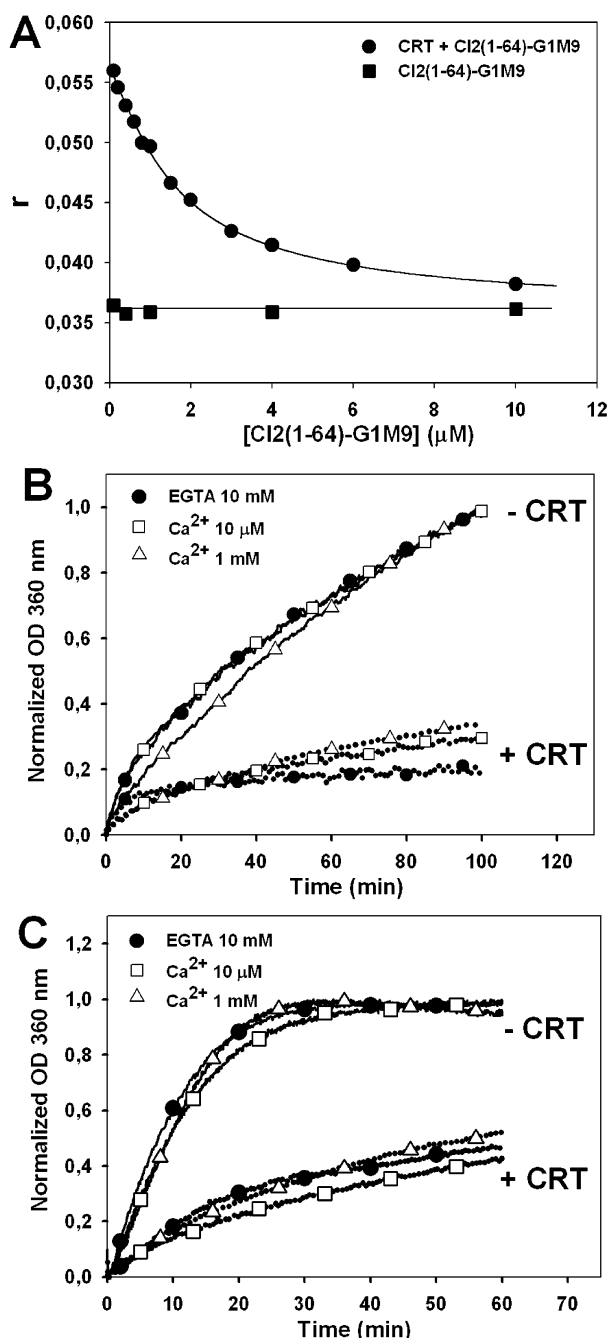 A
0,060
0,055
0,050
0,045
0,040
0,035
0,030
r
CRT + CI2(1-64)-G1M9
CI2(1-64)-G1M9
0 2 4 6 8 10 12
[CI2(1-64)-G1M9] (μM)
B
EGTA 10 mM
Ca2+ 10 μM
Ca2+ 1 mM
- CRT
+ CRT
1,0
0,8
0,6
0,4
0,2
0,0
Normalized OD 360 nm
0 20 40 60 80 100 120
Time (min)
C
EGTA 10 mM
Ca2+ 10 μM
Ca2+ 1 mM
- CRT
+ CRT
1,2
1,0
0,8
0,6
0,4
0,2
0,0
Normalized OD 360 nm
0 10 20 30 40 50 60 70
Time (min)